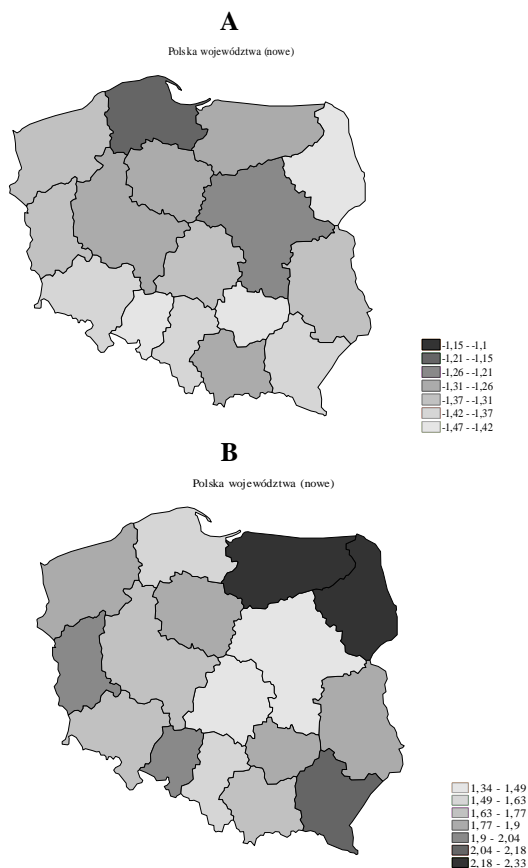 A
Polska województwa (nowe)
-1,15 - -1,1
-1,21 - -1,15
-1,26 - -1,21
-1,31 - -1,26
-1,37 - -1,31
-1,42 - -1,37
-1,47 - -1,42
B
Polska województwa (nowe)
1,34 - 1,49
1,49 - 1,63
1,63 - 1,77
1,77 - 1,9
1,9 - 2,04
2,04 - 2,18
2,18 - 2,33